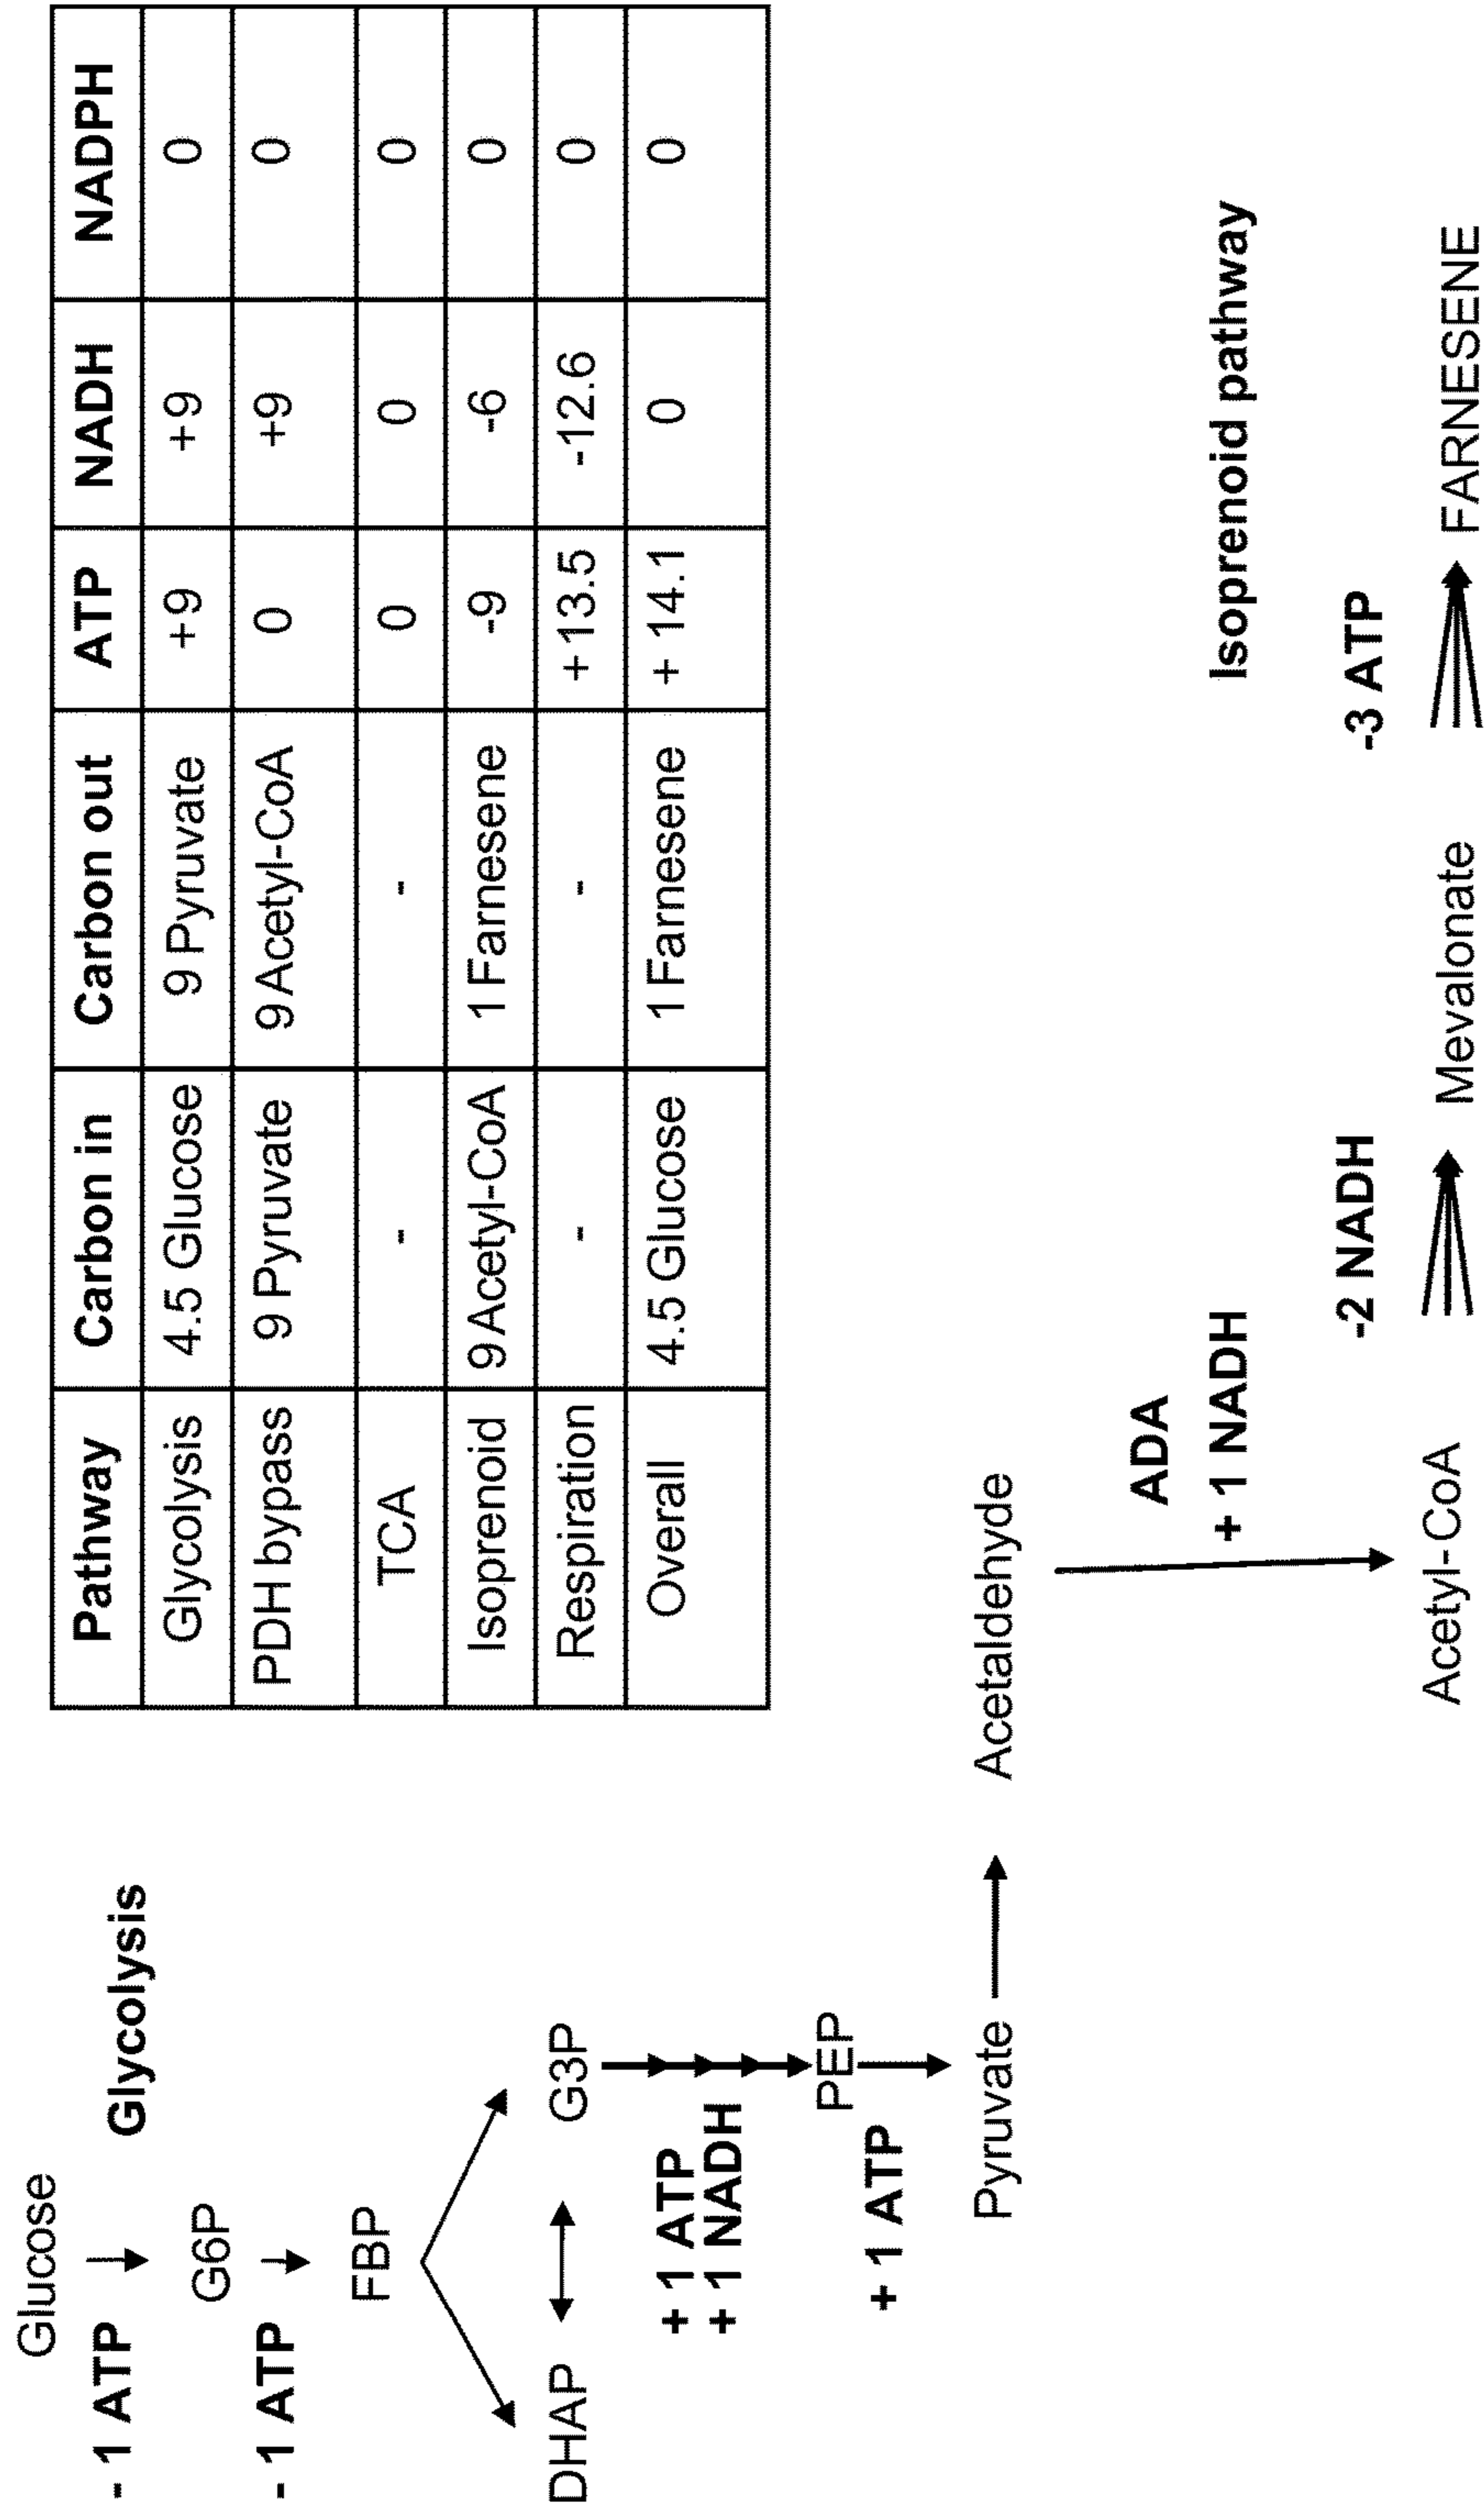 Glucose
- 1 ATP
Glycolysis
G6P
- 1 ATP
FBP
DHAP
G3P
+ 1 ATP
+ 1 NADH
PEP
+ 1 ATP
Pyruvate
Acetaldehyde
ADA
+ 1 NADH
Acetyl-CoA
-2 NADH
Mevalonate
-3 ATP
FARNESENE
Isoprenoid pathway
Pathway Carbon in Carbon out ATP NADH NADPH
Glycolysis 4.5 Glucose 9 Pyruvate +9 +9 0
PDH bypass 9 Pyruvate 9 Acetyl-CoA 0 +9 0
TCA - - 0 0 0
Isoprenoid 9 Acetyl-CoA 1 Farnesene -9 -6 0
Respiration - - +13.5 -12.6 0
Overall 4.5 Glucose 1 Farnesene + 14.1 0 0